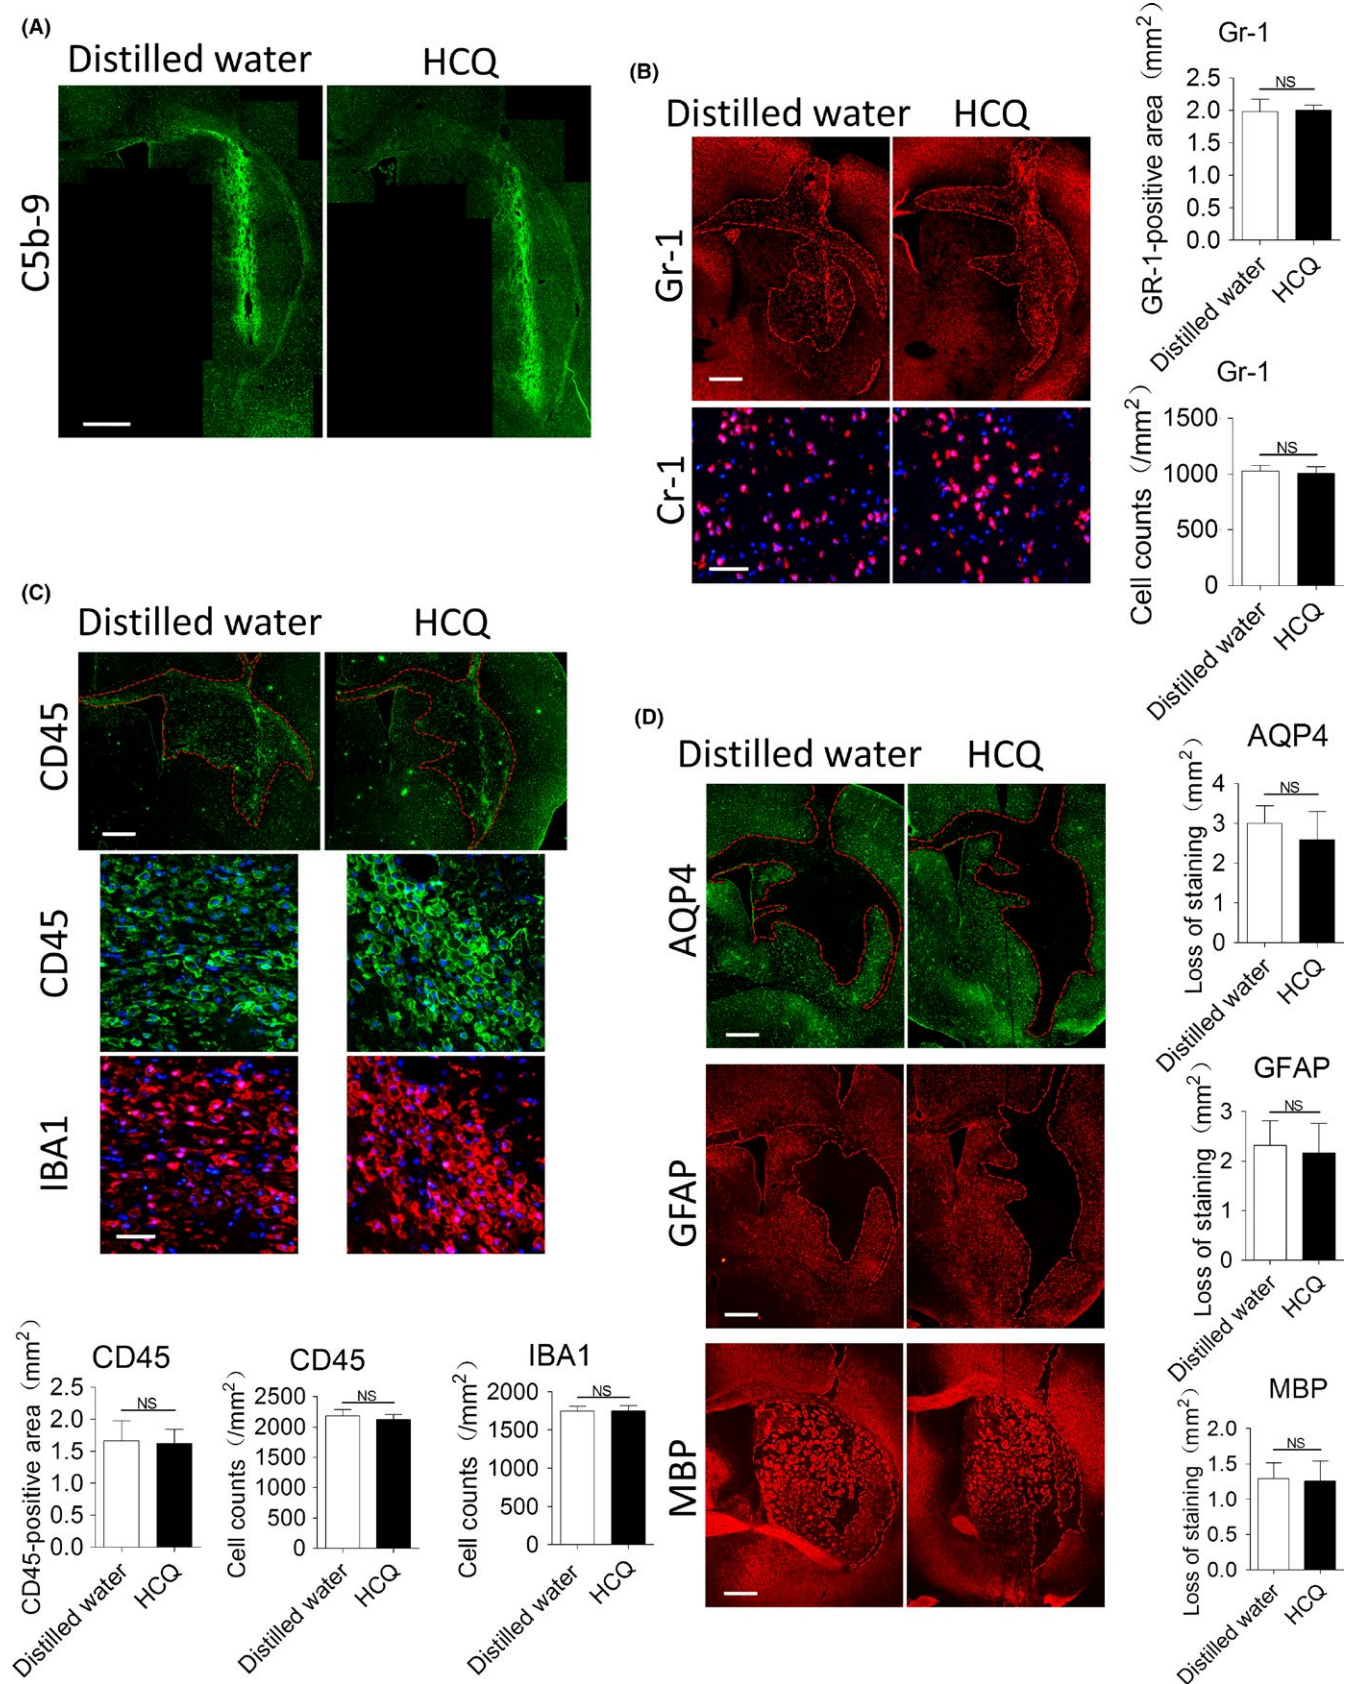 (A)
Distilled water HCQ
C5b-9
(B)
Distilled water HCQ
Gr-1
Cr-1
Gr-1
GR-1-positive area (mm2)
2.5
2.0
1.5
1.0
0.5
0.0
NS
Distilled water
HCQ
Gr-1
Cell counts (/mm2)
1500
1000
500
0
NS
Distilled water
HCQ
(C)
Distilled water HCQ
CD45
CD45
IBA1
CD45
CD45-positive area (mm2)
2.5
2.0
1.5
1.0
0.5
0.0
NS
Distilled water
HCQ
CD45
Cell counts (/mm2)
2500
2000
1500
1000
500
0
NS
Distilled water
HCQ
IBA1
Cell counts (/mm2)
2000
1500
1000
500
0
NS
Distilled water
HCQ
(D)
Distilled water HCQ
AQP4
GFAP
MBP
AQP4
Loss of staining (mm2)
4
3
2
1
0
NS
Distilled water
HCQ
GFAP
Loss of staining (mm2)
3
2
1
0
NS
Distilled water
HCQ
MBP
Loss of staining (mm2)
2.0
1.5
1.0
0.5
0.0
NS
Distilled water
HCQ